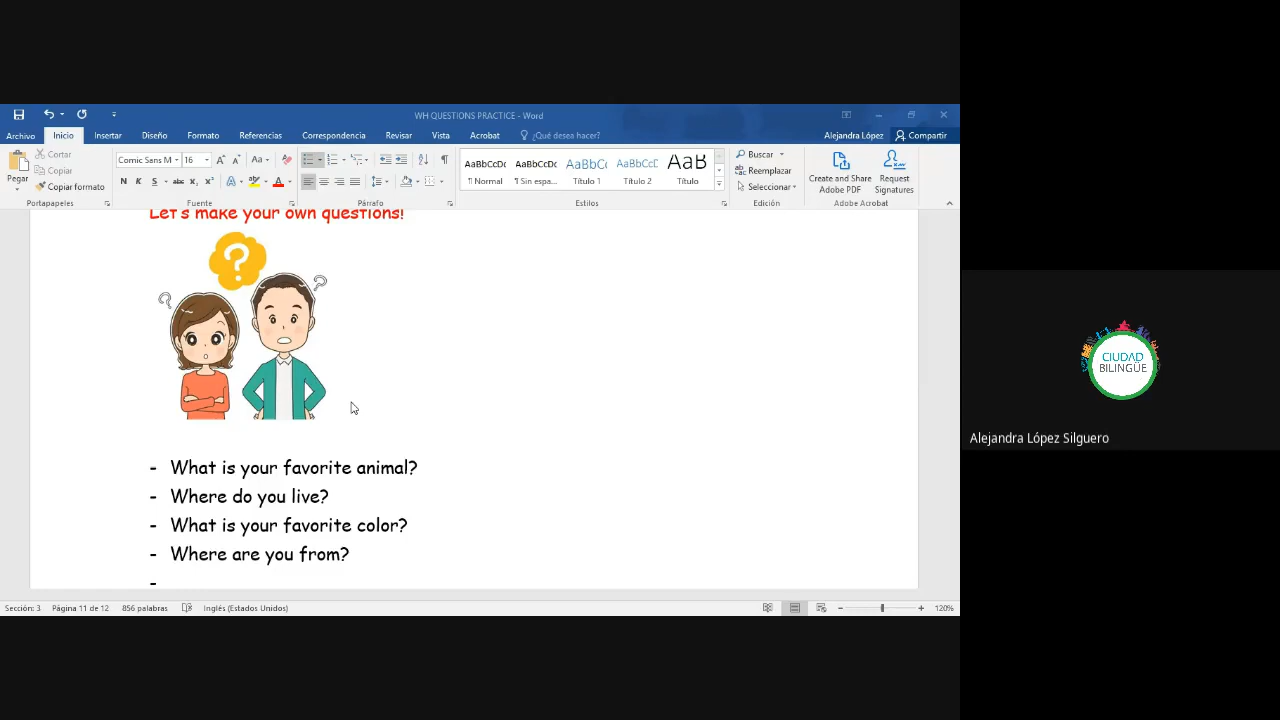 WH QUESTIONS PRACTICE - Word
Archivo Inicio Insertar Diseño Formato Referencias Correspondencia Revisar Vista Acrobat ¿Qué desea hacer? Alejandra López Compartir
Pegar
Cortar
Copiar
Copiar formato
Portapapeles
Comic Sans M 16
N K S abc x₂ x²
Fuente
Párrafo
AaBbCcDc AaBbCcDc AaBbCc AaBbCcD AaB
¶ Normal ¶ Sin espa... Título 1 Título 2 Título
Estilos
Buscar
Reemplazar
Seleccionar
Edición
Create and Share Adobe PDF
Request Signatures
Adobe Acrobat
Let's make your own questions!
?
? ?
- What is your favorite animal?
- Where do you live?
- What is your favorite color?
- Where are you from?
-
Sección: 3 Página 11 de 12 856 palabras Inglés (Estados Unidos) 120%
CIUDAD
BILINGÜE
Alejandra López Silguero